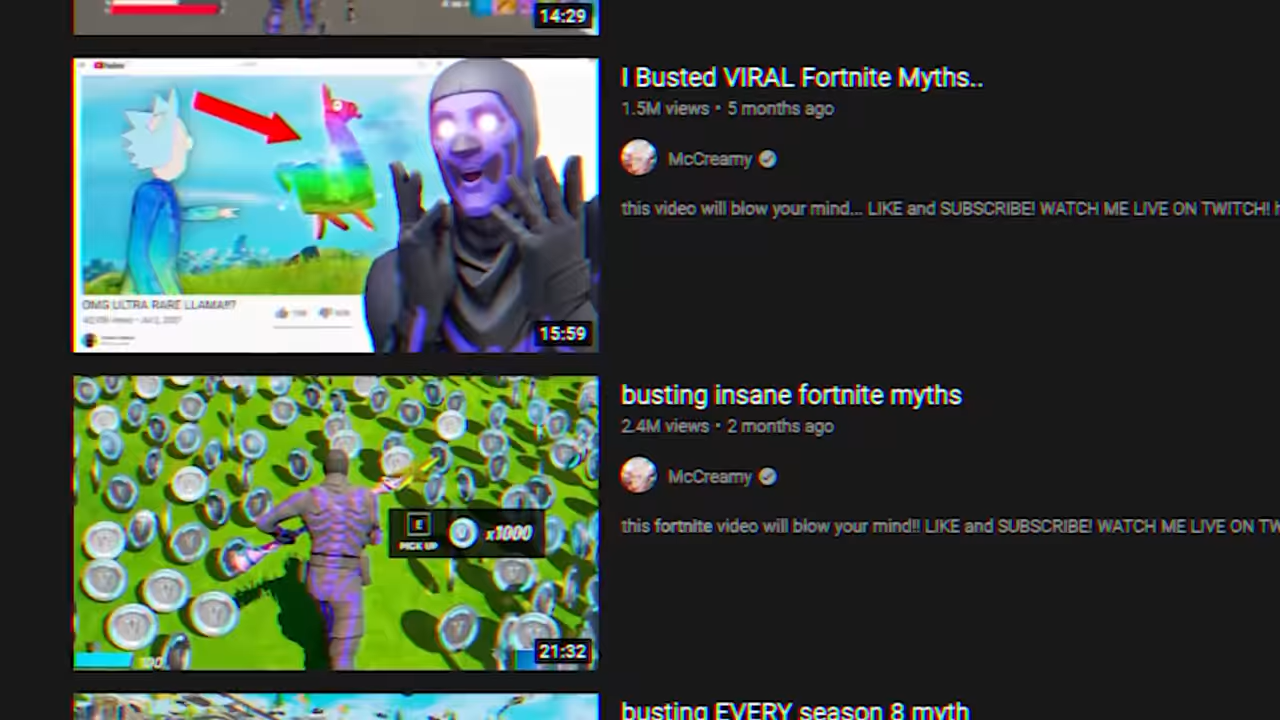 14:29
I Busted VIRAL Fortnite Myths..
1.5M views • 5 months ago
McCreamy
this video will blow your mind... LIKE and SUBSCRIBE! WATCH ME LIVE ON TWITCH!
OMG ULTRA RARE LLAMA!!?
15:59
busting insane fortnite myths
2.4M views • 2 months ago
McCreamy
this fortnite video will blow your mind!! LIKE and SUBSCRIBE! WATCH ME LIVE ON TW
E
PICK UP
x1000
100
21:32
busting EVERY season 8 myth